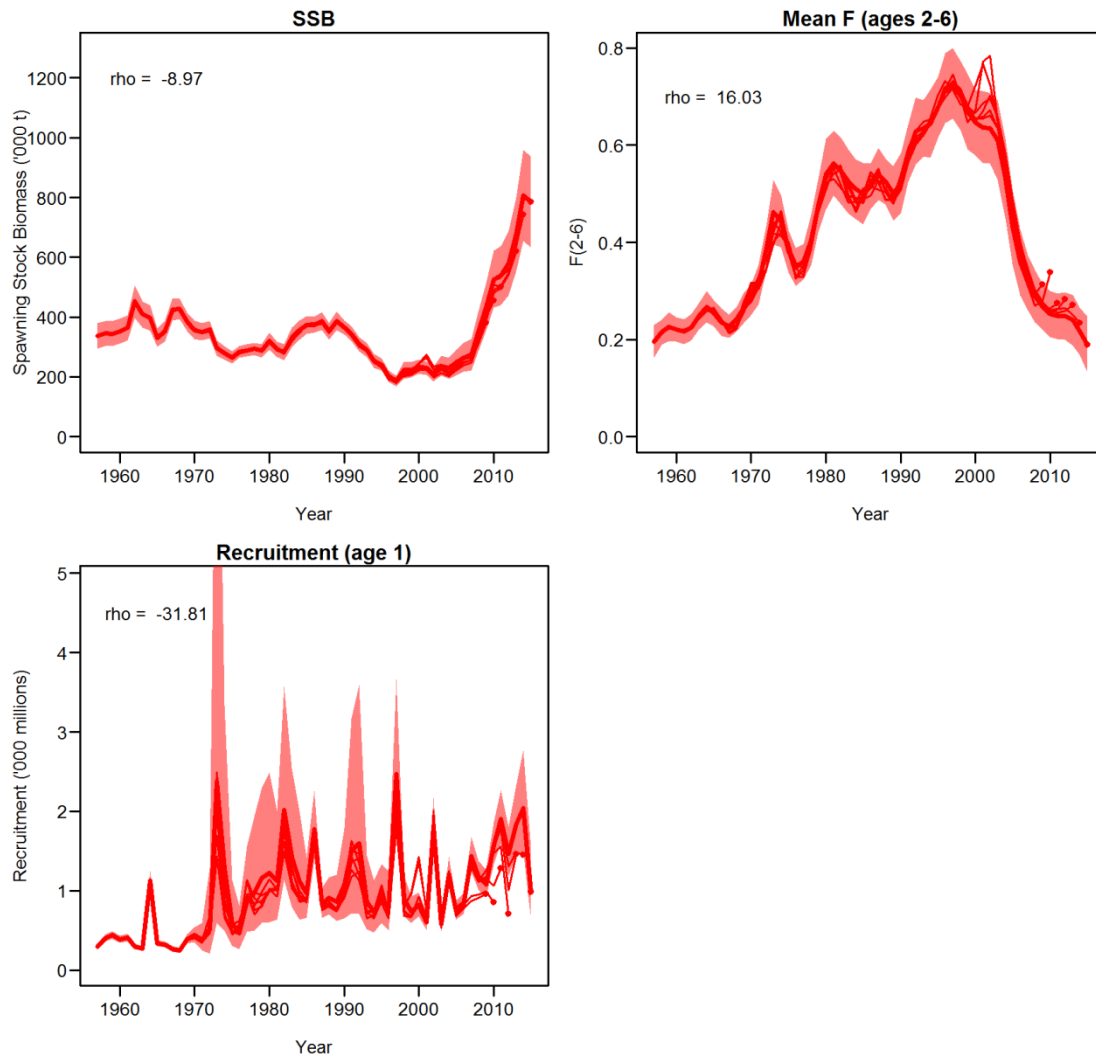 SSB
Spawning Stock Biomass ('000 t)
1200
1000
800
600
400
200
0
rho = -8.97
1960 1970 1980 1990 2000 2010
Year
Mean F (ages 2-6)
F(2-6)
0.8
0.6
0.4
0.2
0.0
rho = 16.03
1960 1970 1980 1990 2000 2010
Year
Recruitment (age 1)
Recruitment ('000 millions)
5
4
3
2
1
0
rho = -31.81
1960 1970 1980 1990 2000 2010
Year